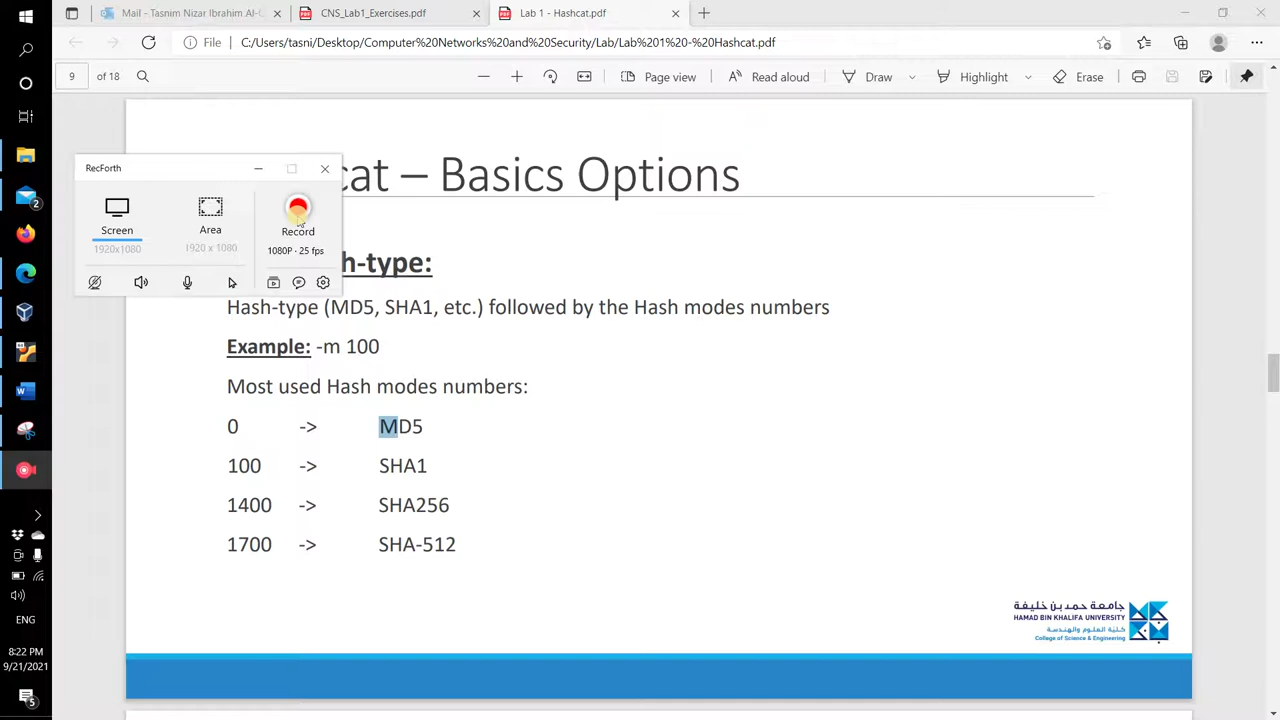 Mail - Tasnim Nizar Ibrahim Al-
CNS_Lab1_Exercises.pdf
Lab 1 - Hashcat.pdf
File
C:/Users/tasni/Desktop/Computer%20Networks%20and%20Security/Lab/Lab%201%20-%20Hashcat.pdf
9 of 18
Page view
Read aloud
Draw
Highlight
Erase
RecForth
Screen
1920x1080
Area
1920 x 1080
Record
1080P · 25 fps
cat – Basics Options
h-type:
Hash-type (MD5, SHA1, etc.) followed by the Hash modes numbers
Example: -m 100
Most used Hash modes numbers:
0 -> MD5
100 -> SHA1
1400 -> SHA256
1700 -> SHA-512
جامعة حمد بن خليفة
HAMAD BIN KHALIFA UNIVERSITY
كلية العلوم والهندسة
College of Science & Engineering
2
ENG
8:22 PM
9/21/2021
5